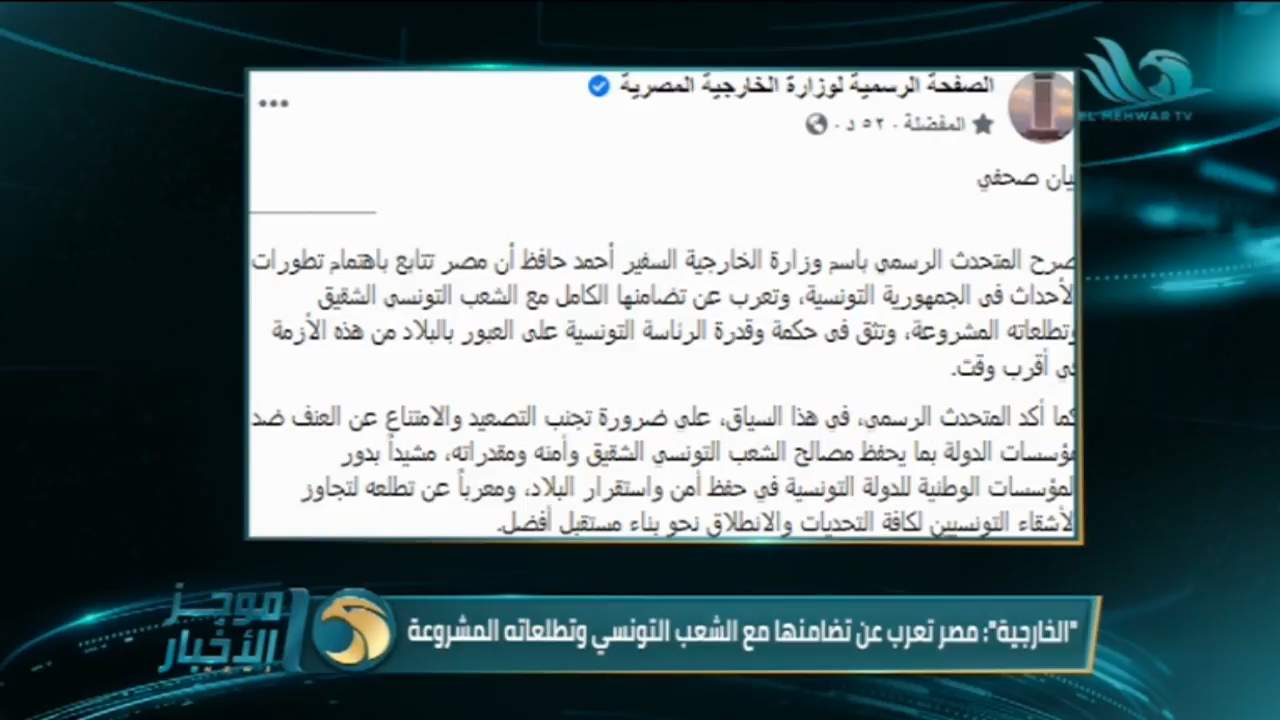 EL MEHWAR TV
الصفحة الرسمية لوزارة الخارجية المصرية
المفضلة · ٥٢ د ·
بيان صحفي
صرح المتحدث الرسمي باسم وزارة الخارجية السفير أحمد حافظ أن مصر تتابع باهتمام تطورات
الأحداث فى الجمهورية التونسية، وتعرب عن تضامنها الكامل مع الشعب التونسي الشقيق
وتطلعاته المشروعة، وتثق فى حكمة وقدرة الرئاسة التونسية على العبور بالبلاد من هذه الأزمة
في أقرب وقت.
كما أكد المتحدث الرسمي، في هذا السياق، على ضرورة تجنب التصعيد والامتناع عن العنف ضد
مؤسسات الدولة بما يحفظ مصالح الشعب التونسي الشقيق وأمنه ومقدراته، مشيداً بدور
المؤسسات الوطنية للدولة التونسية في حفظ أمن واستقرار البلاد، ومعرباً عن تطلعه لتجاوز
الأشقاء التونسيين لكافة التحديات والانطلاق نحو بناء مستقبل أفضل.
"الخارجية": مصر تعرب عن تضامنها مع الشعب التونسي وتطلعاته المشروعة
موجز
الأخبار